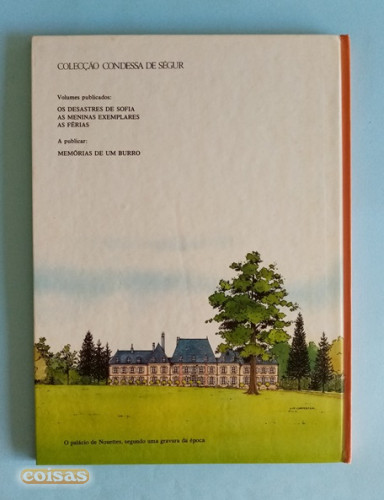 COLECÇÃO CONDESSA DE SÉGUR
Volumes publicados:
OS DESASTRES DE SOFIA
AS MENINAS EXEMPLARES
AS FÉRIAS
A publicar:
MEMÓRIAS DE UM BURRO
O palácio de Nouettes, segundo uma gravura da época
coisas